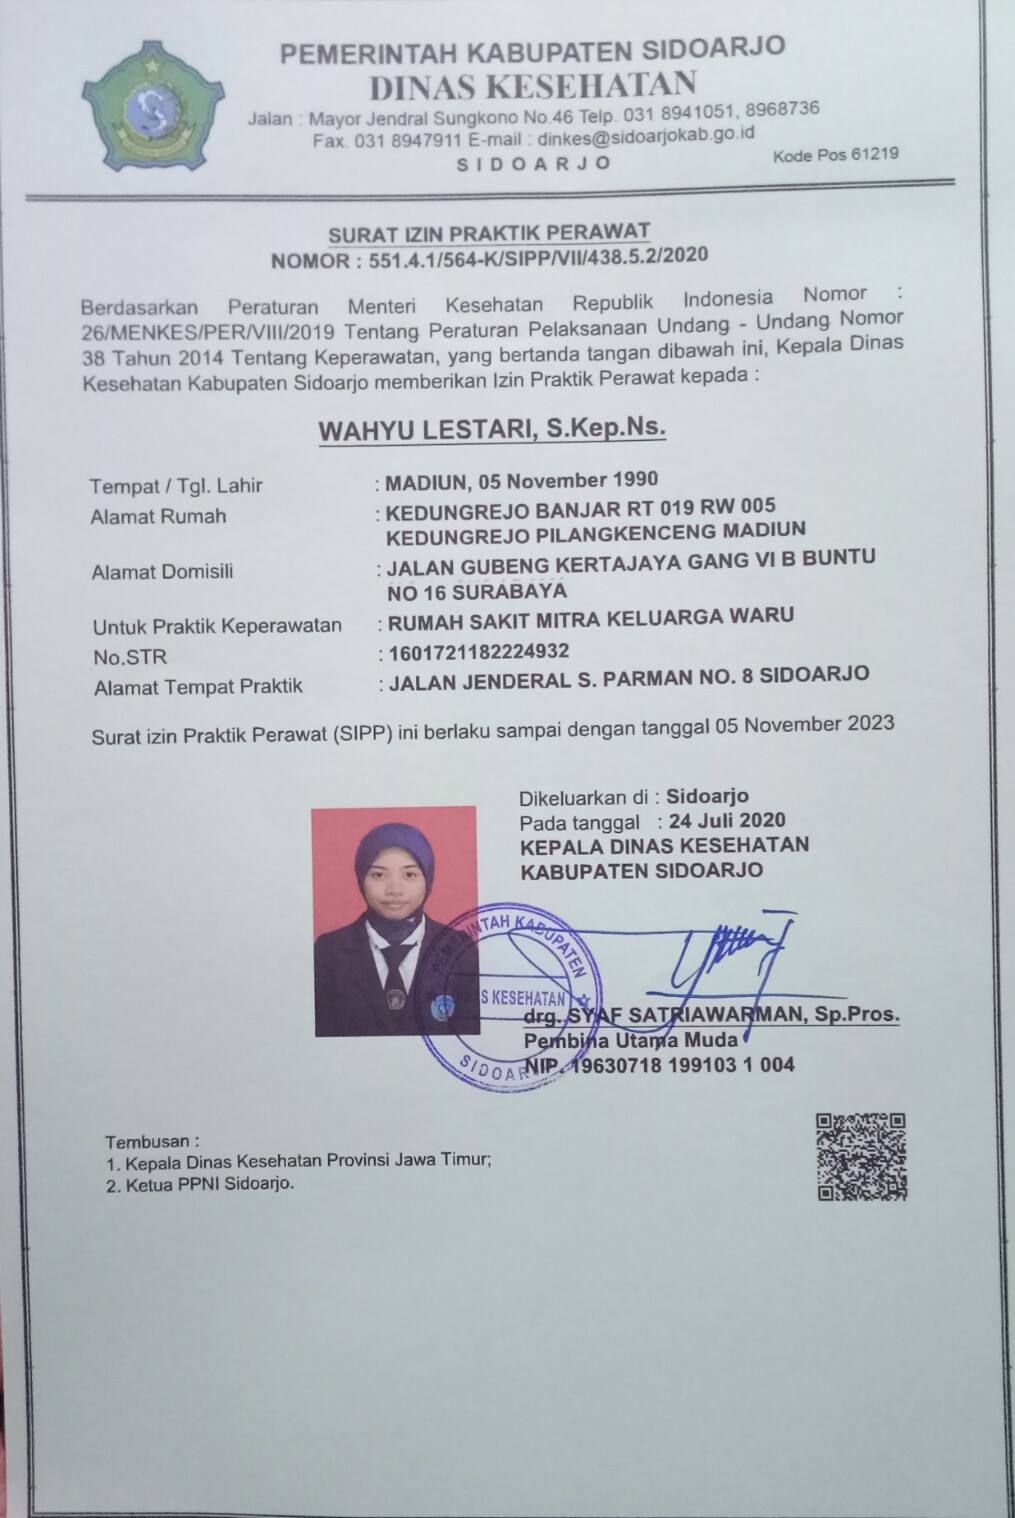 PEMERINTAH KABUPATEN SIDOARJO
DINAS KESEHATAN
Jalan : Mayor Jendral Sungkono No.46 Telp. 031 8941051, 8968736
Fax. 031 8947911 E-mail : dinkes@sidoarjokab.go.id
SIDOARJO
Kode Pos 61219
SURAT IZIN PRAKTIK PERAWAT
NOMOR : 551.4.1/564-K/SIPP/VII/438.5.2/2020
Berdasarkan Peraturan Menteri Kesehatan Republik Indonesia Nomor :
26/MENKES/PER/VIII/2019 Tentang Peraturan Pelaksanaan Undang - Undang Nomor
38 Tahun 2014 Tentang Keperawatan, yang bertanda tangan dibawah ini, Kepala Dinas
Kesehatan Kabupaten Sidoarjo memberikan Izin Praktik Perawat kepada :
WAHYU LESTARI, S.Kep.Ns.
Tempat / Tgl. Lahir : MADIUN, 05 November 1990
Alamat Rumah : KEDUNGREJO BANJAR RT 019 RW 005
KEDUNGREJO PILANGKENCENG MADIUN
Alamat Domisili : JALAN GUBENG KERTAJAYA GANG VI B BUNTU
NO 16 SURABAYA
Untuk Praktik Keperawatan : RUMAH SAKIT MITRA KELUARGA WARU
No.STR : 1601721182224932
Alamat Tempat Praktik : JALAN JENDERAL S. PARMAN NO. 8 SIDOARJO
Surat izin Praktik Perawat (SIPP) ini berlaku sampai dengan tanggal 05 November 2023
Dikeluarkan di : Sidoarjo
Pada tanggal : 24 Juli 2020
KEPALA DINAS KESEHATAN
KABUPATEN SIDOARJO
PEMERINTAH KABUPATEN
DINAS KESEHATAN
SIDOARJO
drg. SYAF SATRIAWARMAN, Sp.Pros.
Pembina Utama Muda
NIP. 19630718 199103 1 004
Tembusan :
1. Kepala Dinas Kesehatan Provinsi Jawa Timur;
2. Ketua PPNI Sidoarjo.